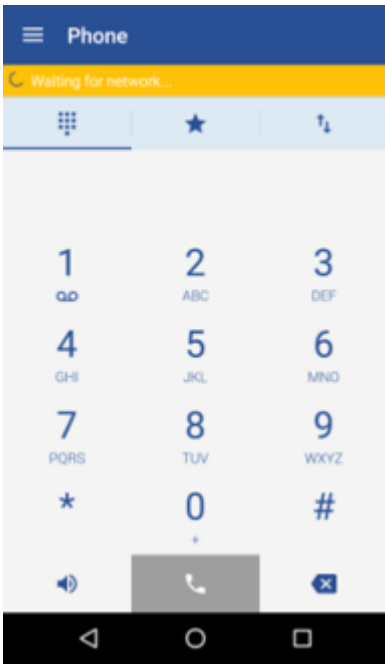 Phone
Waiting for network...
1 2 3
ABC DEF
4 5 6
GHI JKL MNO
7 8 9
PQRS TUV WXYZ
* 0 #
+